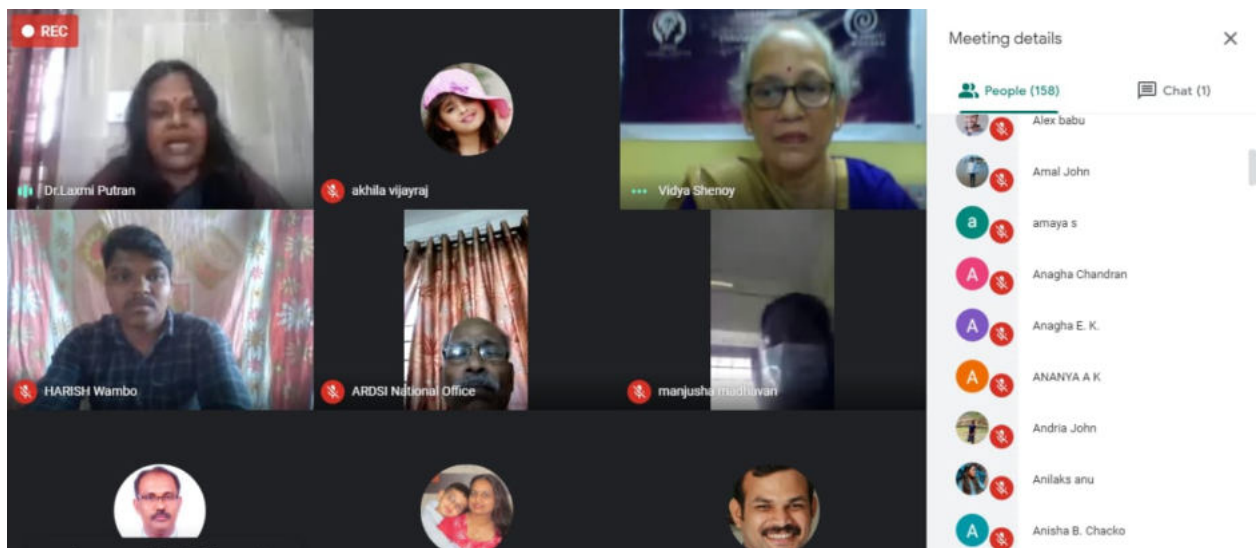 REC
Dr.Laxmi Putran
akhila vijayraj
Vidya Shenoy
HARISH Wambo
ARDSI National Office
manjusha madhavan
Meeting details
People (158)
Chat (1)
Alex babu
Amal John
a
amaya s
A
Anagha Chandran
A
Anagha E. K.
A
ANANYA A K
Andria John
Anilaks anu
A
Anisha B. Chacko